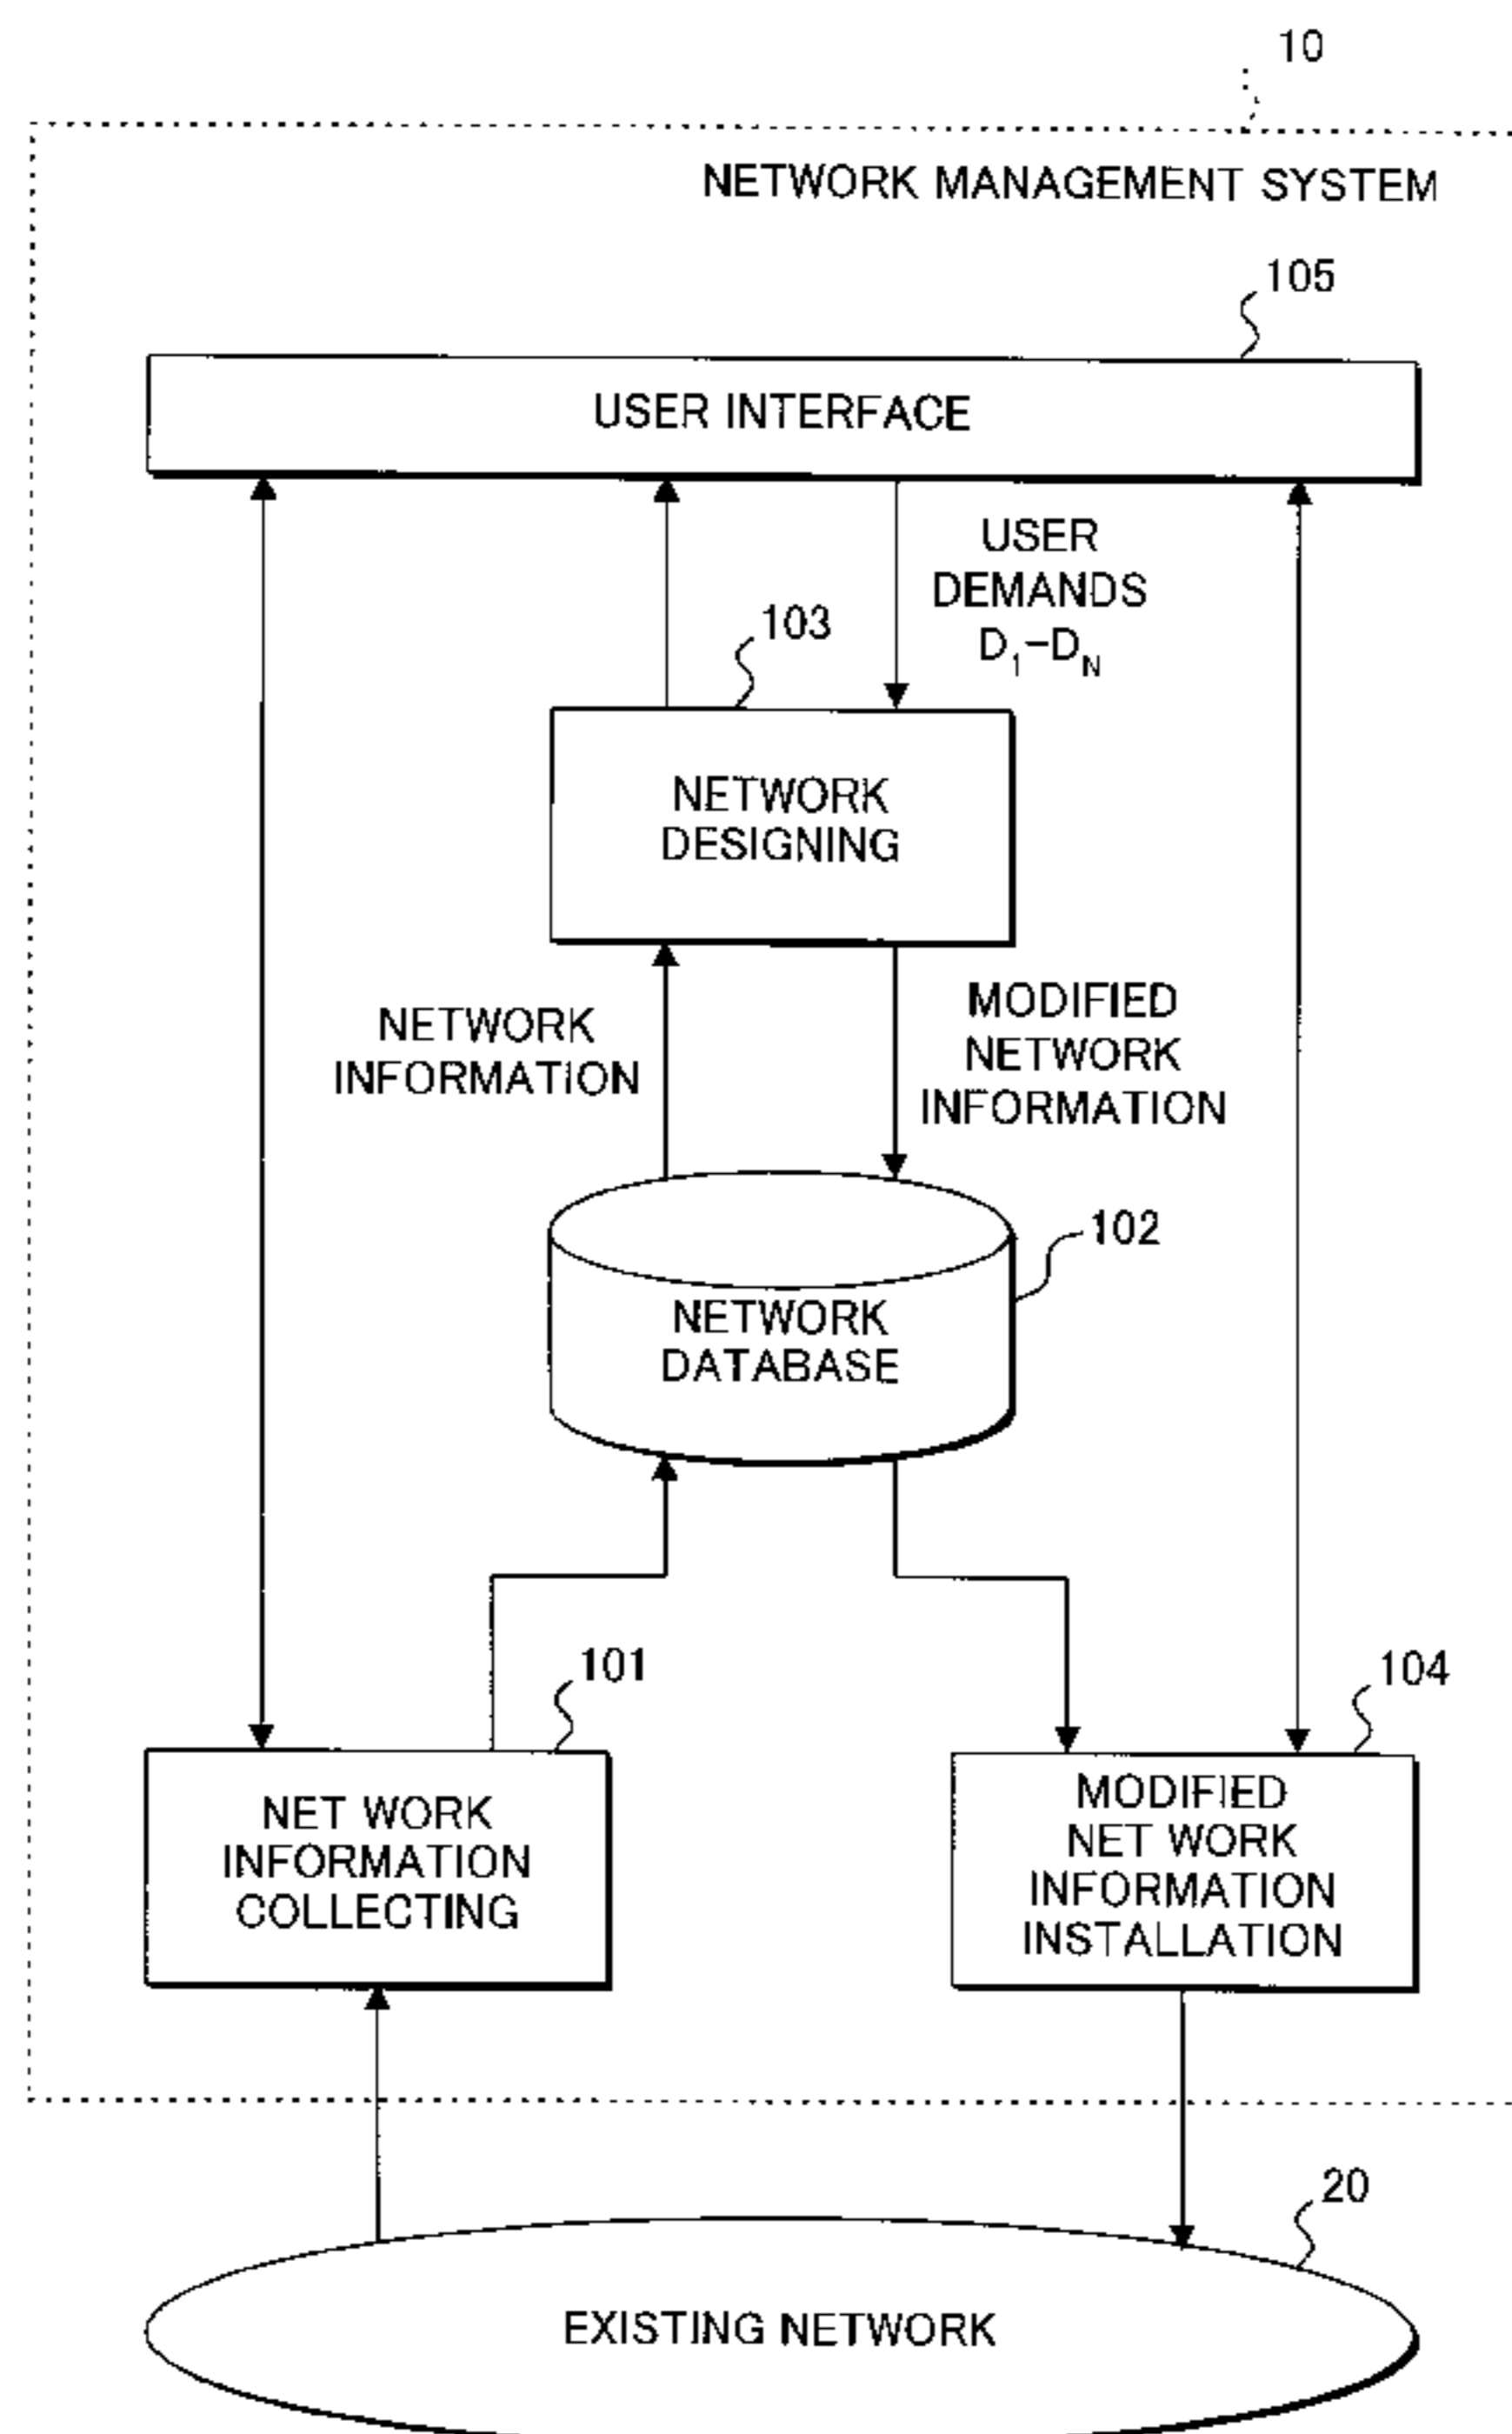 10
NETWORK MANAGEMENT SYSTEM
105
USER INTERFACE
USER
DEMANDS
D1-DN
103
NETWORK
DESIGNING
NETWORK
INFORMATION
MODIFIED
NETWORK
INFORMATION
102
NETWORK
DATABASE
101
104
NET WORK
INFORMATION
COLLECTING
MODIFIED
NET WORK
INFORMATION
INSTALLATION
20
EXISTING NETWORK